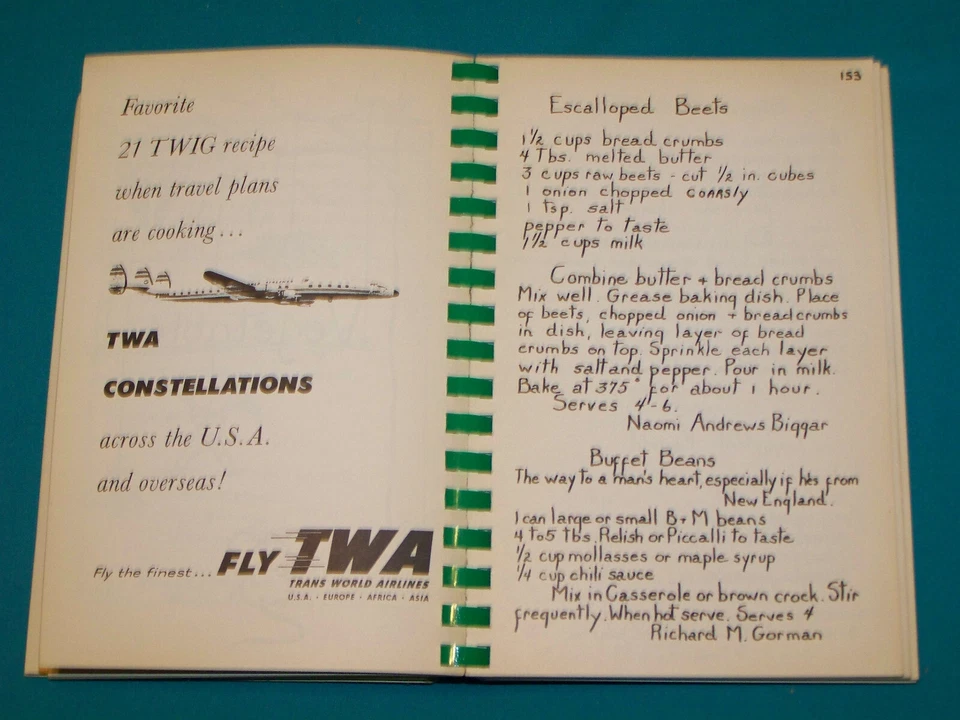 Favorite
21 TWIG recipe
when travel plans
are cooking...
TWA
CONSTELLATIONS
across the U.S.A.
and overseas!
Fly the finest... FLY TWA
TRANS WORLD AIRLINES
U.S.A. · EUROPE · AFRICA · ASIA
153
Escalloped Beets
1 1/2 cups bread crumbs
4 Tbs. melted butter
3 cups raw beets - cut 1/2 in. cubes
1 onion chopped coarsly
1 tsp. salt
pepper to taste
1 1/2 cups milk
Combine butter + bread crumbs
Mix well. Grease baking dish. Place
of beets, chopped onion + bread crumbs
in dish, leaving layer of bread
crumbs on top. Sprinkle each layer
with salt and pepper. Pour in milk.
Bake at 375° for about 1 hour.
Serves 4-6.
Naomi Andrews Biggar
Buffet Beans
The way to a man's heart, especially if he's from
New England.
1 can large or small B+M beans
4 to 5 tbs. Relish or Piccalli to taste
1/2 cup mollasses or maple syrup
1/4 cup chili sauce
Mix in Casserole or brown crock. Stir
frequently. When hot serve. Serves 4
Richard M. Gorman